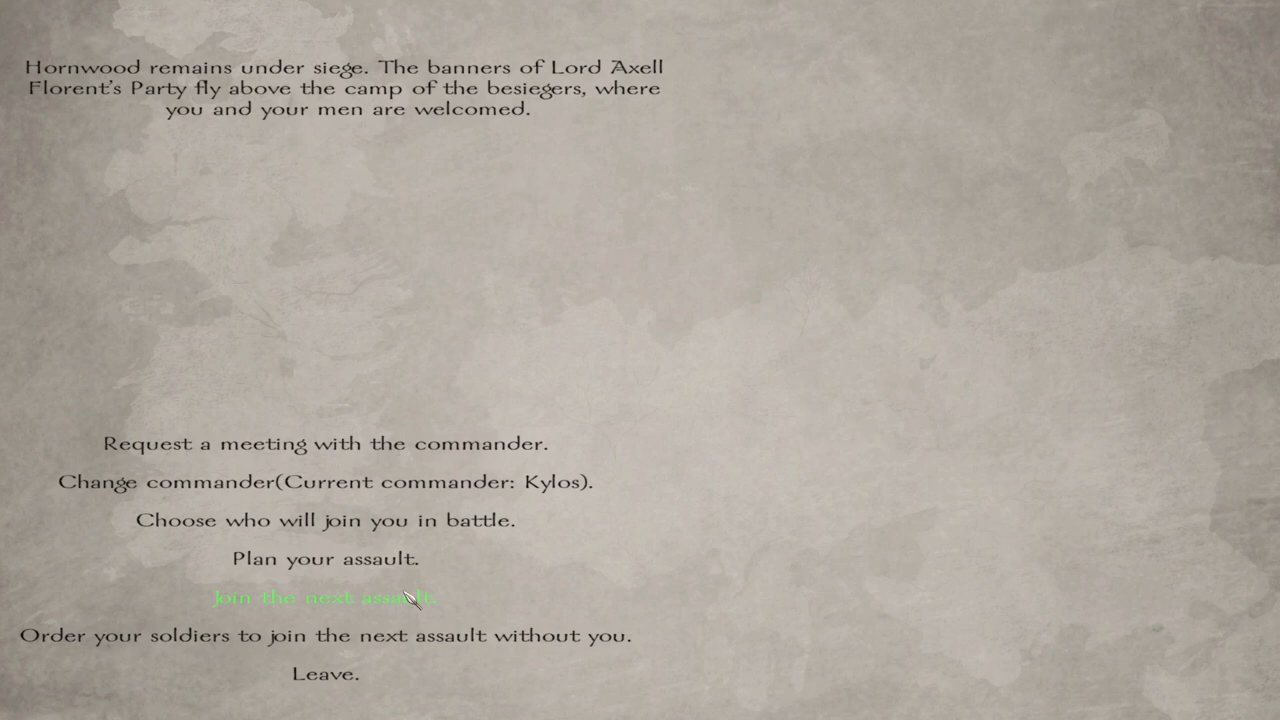 Hornwood remains under siege. The banners of Lord Axell
Florent's Party fly above the camp of the besiegers, where
you and your men are welcomed.
Request a meeting with the commander.
Change commander(Current commander: Kylos).
Choose who will join you in battle.
Plan your assault.
Join the next assault.
Order your soldiers to join the next assault without you.
Leave.